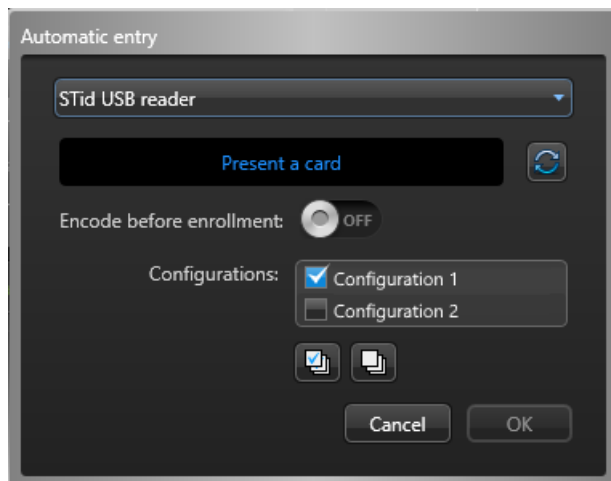 Automatic entry
STid USB reader
Present a card
Encode before enrollment:
OFF
Configurations:
Configuration 1
Configuration 2
Cancel
OK